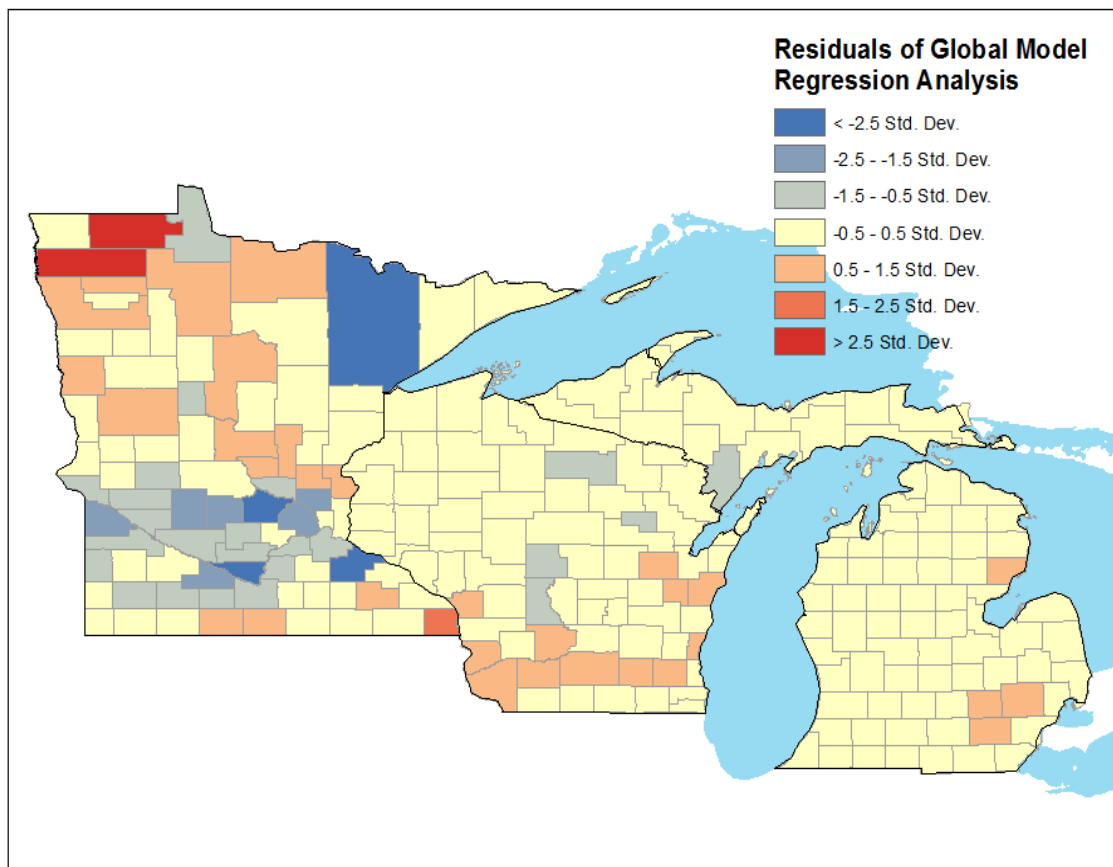 Residuals of Global Model
Regression Analysis
< -2.5 Std. Dev.
-2.5 - -1.5 Std. Dev.
-1.5 - -0.5 Std. Dev.
-0.5 - 0.5 Std. Dev.
0.5 - 1.5 Std. Dev.
1.5 - 2.5 Std. Dev.
> 2.5 Std. Dev.